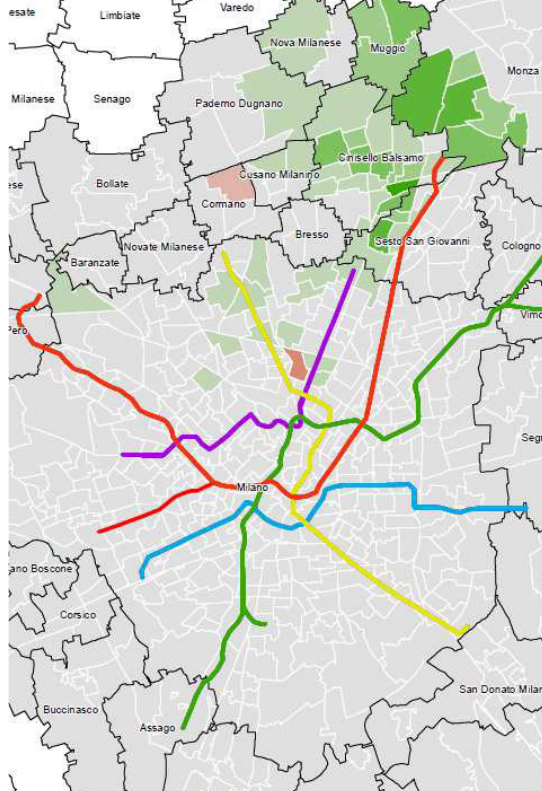 esate
Limbiate
Varedo
Nova Milanese
Muggio
Monza
Milanese
Senago
Paderno Dugnano
Cinisello Balsamo
ese
Bollate
Cusano Milanino
Cormano
Bresso
Sesto San Giovanni
Novate Milanese
Cologno
Baranzate
Pero
Vimo
Segr
Milano
ano Boscone
Corsico
San Donato Milan
Buccinasco
Assago